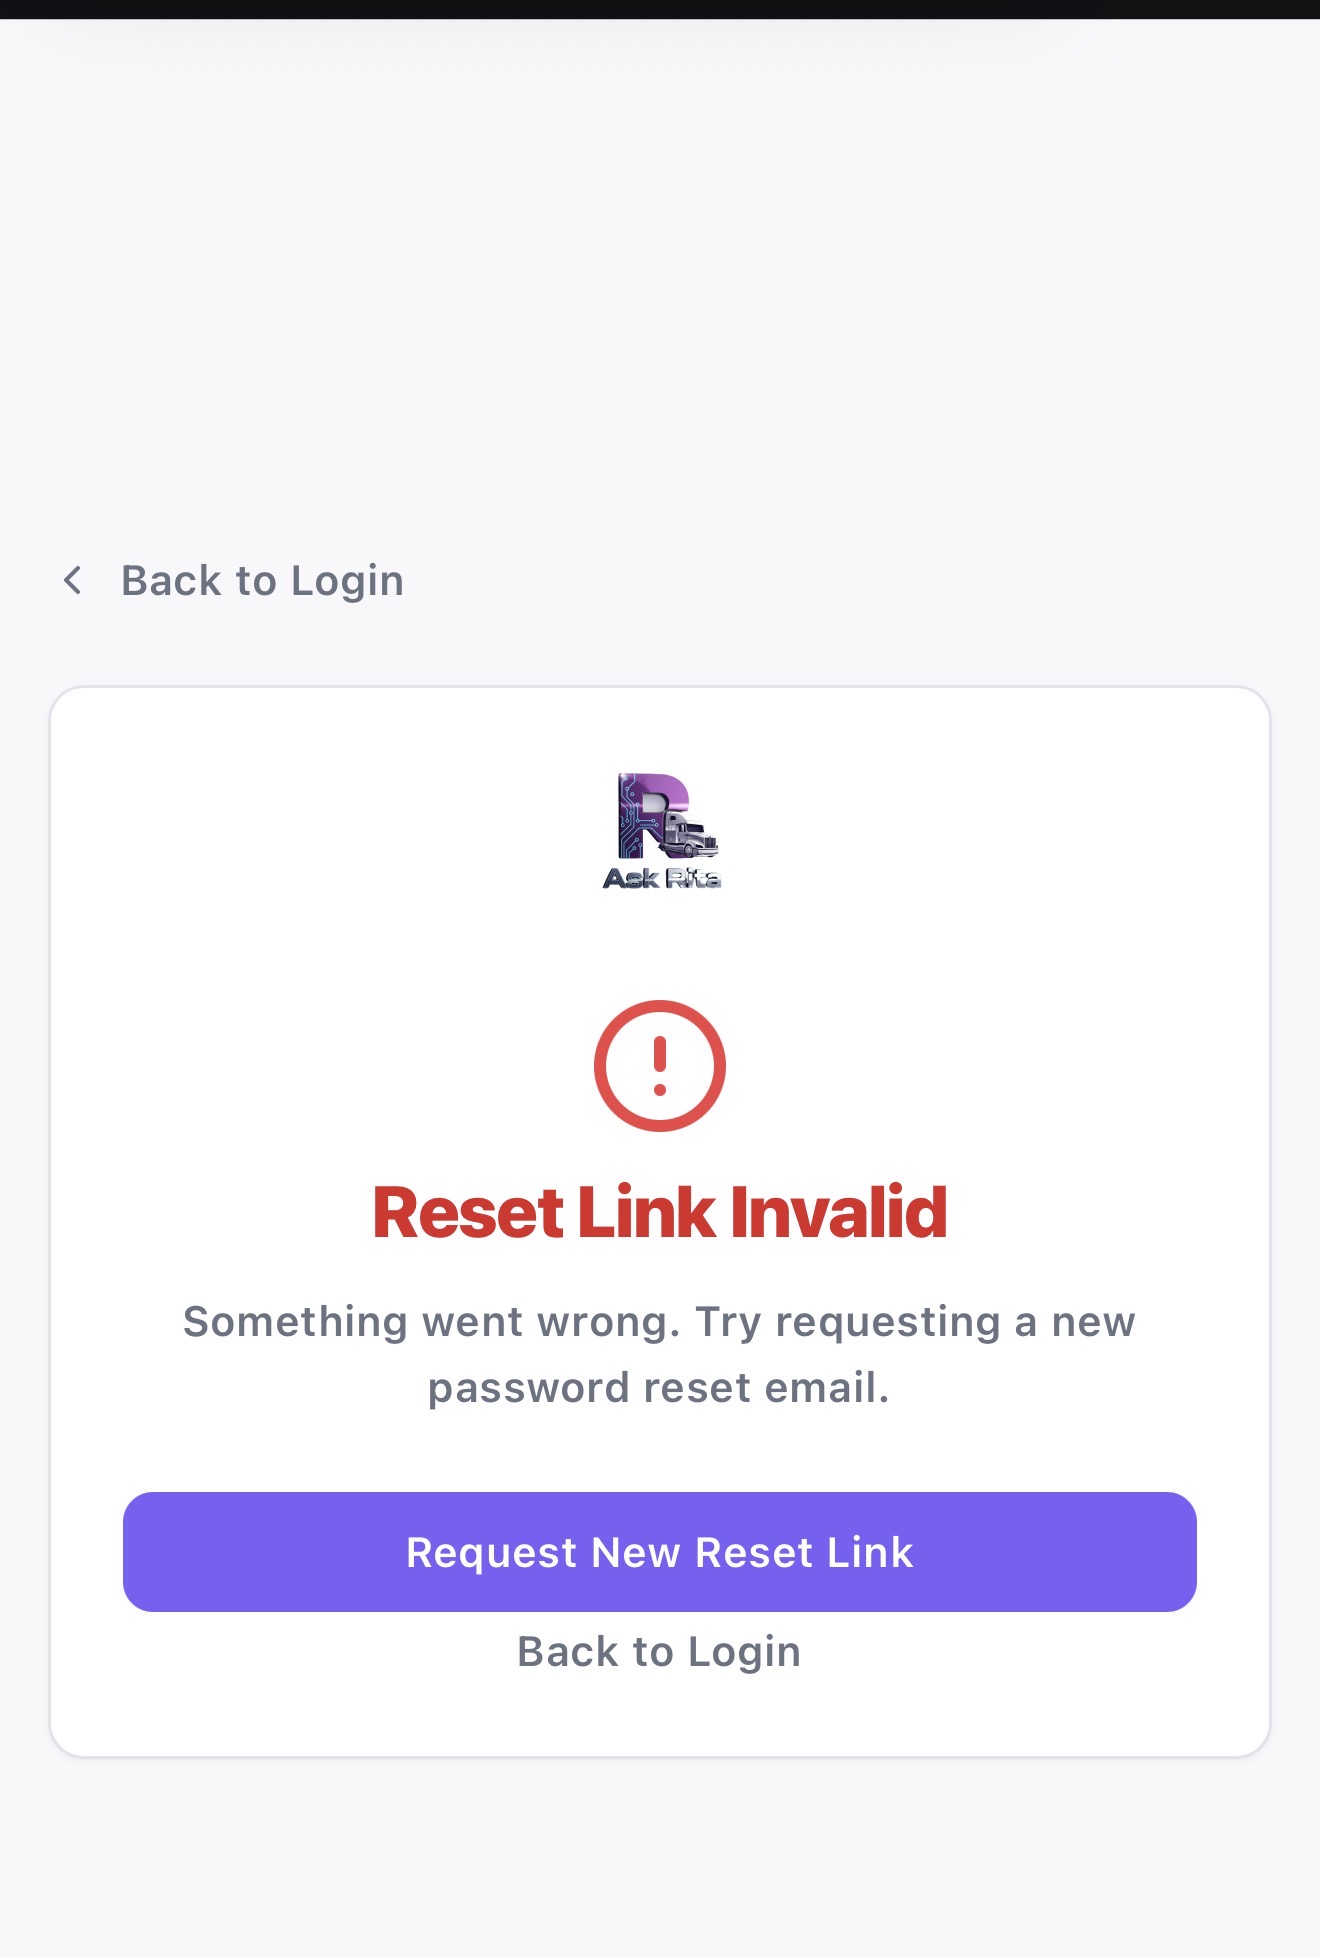 Back to Login
Ask Rita
Reset Link Invalid
Something went wrong. Try requesting a new
password reset email.
Request New Reset Link
Back to Login